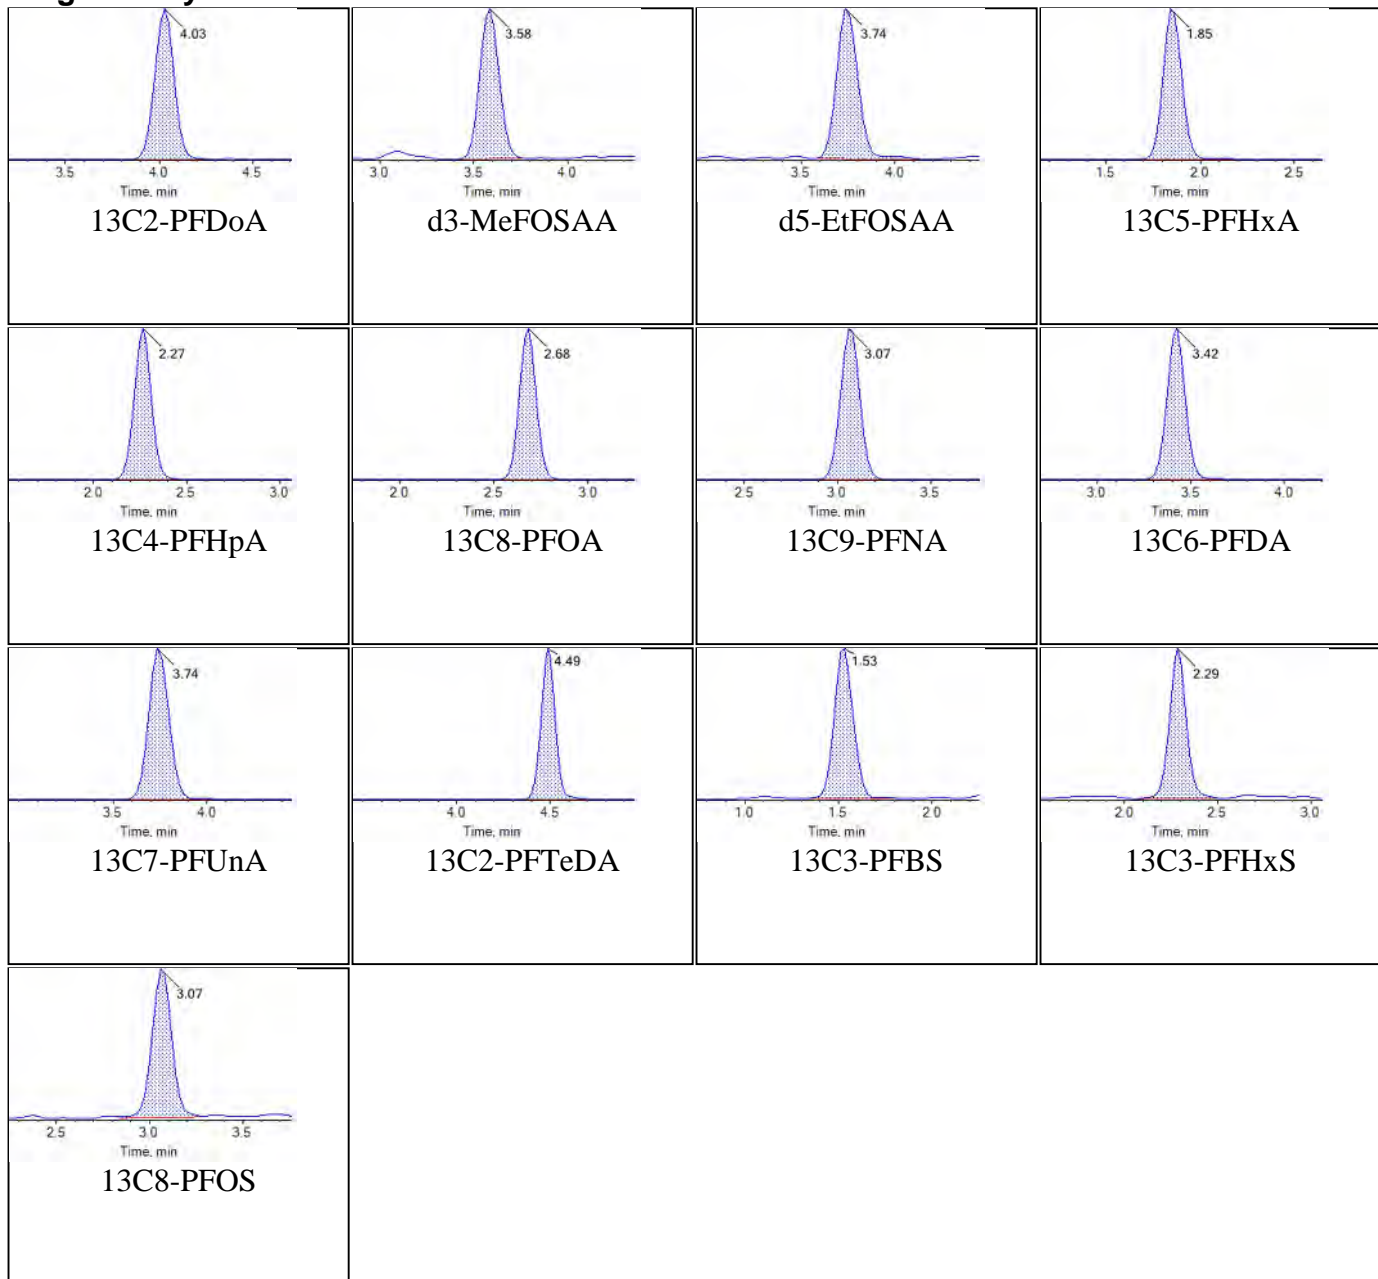 4.03
3.5 4.0 4.5
Time, min
13C2-PFDoA
3.58
3.0 3.5 4.0
Time, min
d3-MeFOSAA
3.74
3.5 4.0
Time, min
d5-EtFOSAA
1.85
1.5 2.0 2.5
Time, min
13C5-PFHxA
2.27
2.0 2.5 3.0
Time, min
13C4-PFHpA
2.68
2.0 2.5 3.0
Time, min
13C8-PFOA
3.07
2.5 3.0 3.5
Time, min
13C9-PFNA
3.42
3.0 3.5 4.0
Time, min
13C6-PFDA
3.74
3.5 4.0
Time, min
13C7-PFUnA
4.49
4.0 4.5
Time, min
13C2-PFTeDA
1.53
1.0 1.5 2.0
Time, min
13C3-PFBS
2.29
2.0 2.5 3.0
Time, min
13C3-PFHxS
3.07
2.5 3.0 3.5
Time, min
13C8-PFOS